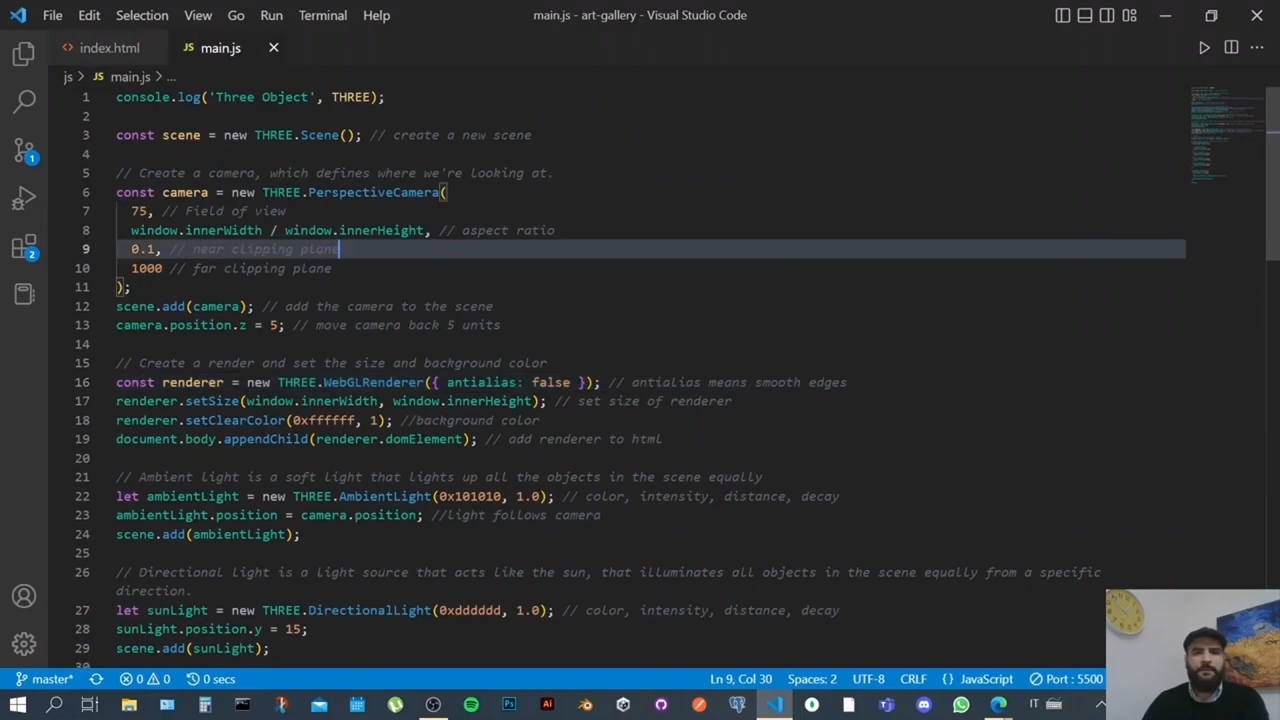 File Edit Selection View Go Run Terminal Help main.js - art-gallery - Visual Studio Code
index.html JS main.js
js > JS main.js > ...
1 console.log('Three Object', THREE);
2
3 const scene = new THREE.Scene(); // create a new scene
4
5 // Create a camera, which defines where we're looking at.
6 const camera = new THREE.PerspectiveCamera(
7 75, // Field of view
8 window.innerWidth / window.innerHeight, // aspect ratio
9 0.1, // near clipping plane
10 1000 // far clipping plane
11 );
12 scene.add(camera); // add the camera to the scene
13 camera.position.z = 5; // move camera back 5 units
14
15 // Create a render and set the size and background color
16 const renderer = new THREE.WebGLRenderer({ antialias: false }); // antialias means smooth edges
17 renderer.setSize(window.innerWidth, window.innerHeight); // set size of renderer
18 renderer.setClearColor(0xffffff, 1); //background color
19 document.body.appendChild(renderer.domElement); // add renderer to html
20
21 // Ambient light is a soft light that lights up all the objects in the scene equally
22 let ambientLight = new THREE.AmbientLight(0x101010, 1.0); // color, intensity, distance, decay
23 ambientLight.position = camera.position; //light follows camera
24 scene.add(ambientLight);
25
26 // Directional light is a light source that acts like the sun, that illuminates all objects in the scene equally from a specific
direction.
27 let sunLight = new THREE.DirectionalLight(0xdddddd, 1.0); // color, intensity, distance, decay
28 sunLight.position.y = 15;
29 scene.add(sunLight);
30
1
2
master* 0 0 0 secs Ln 9, Col 30 Spaces: 2 UTF-8 CRLF {} JavaScript Port : 5500
Ps Ai IT